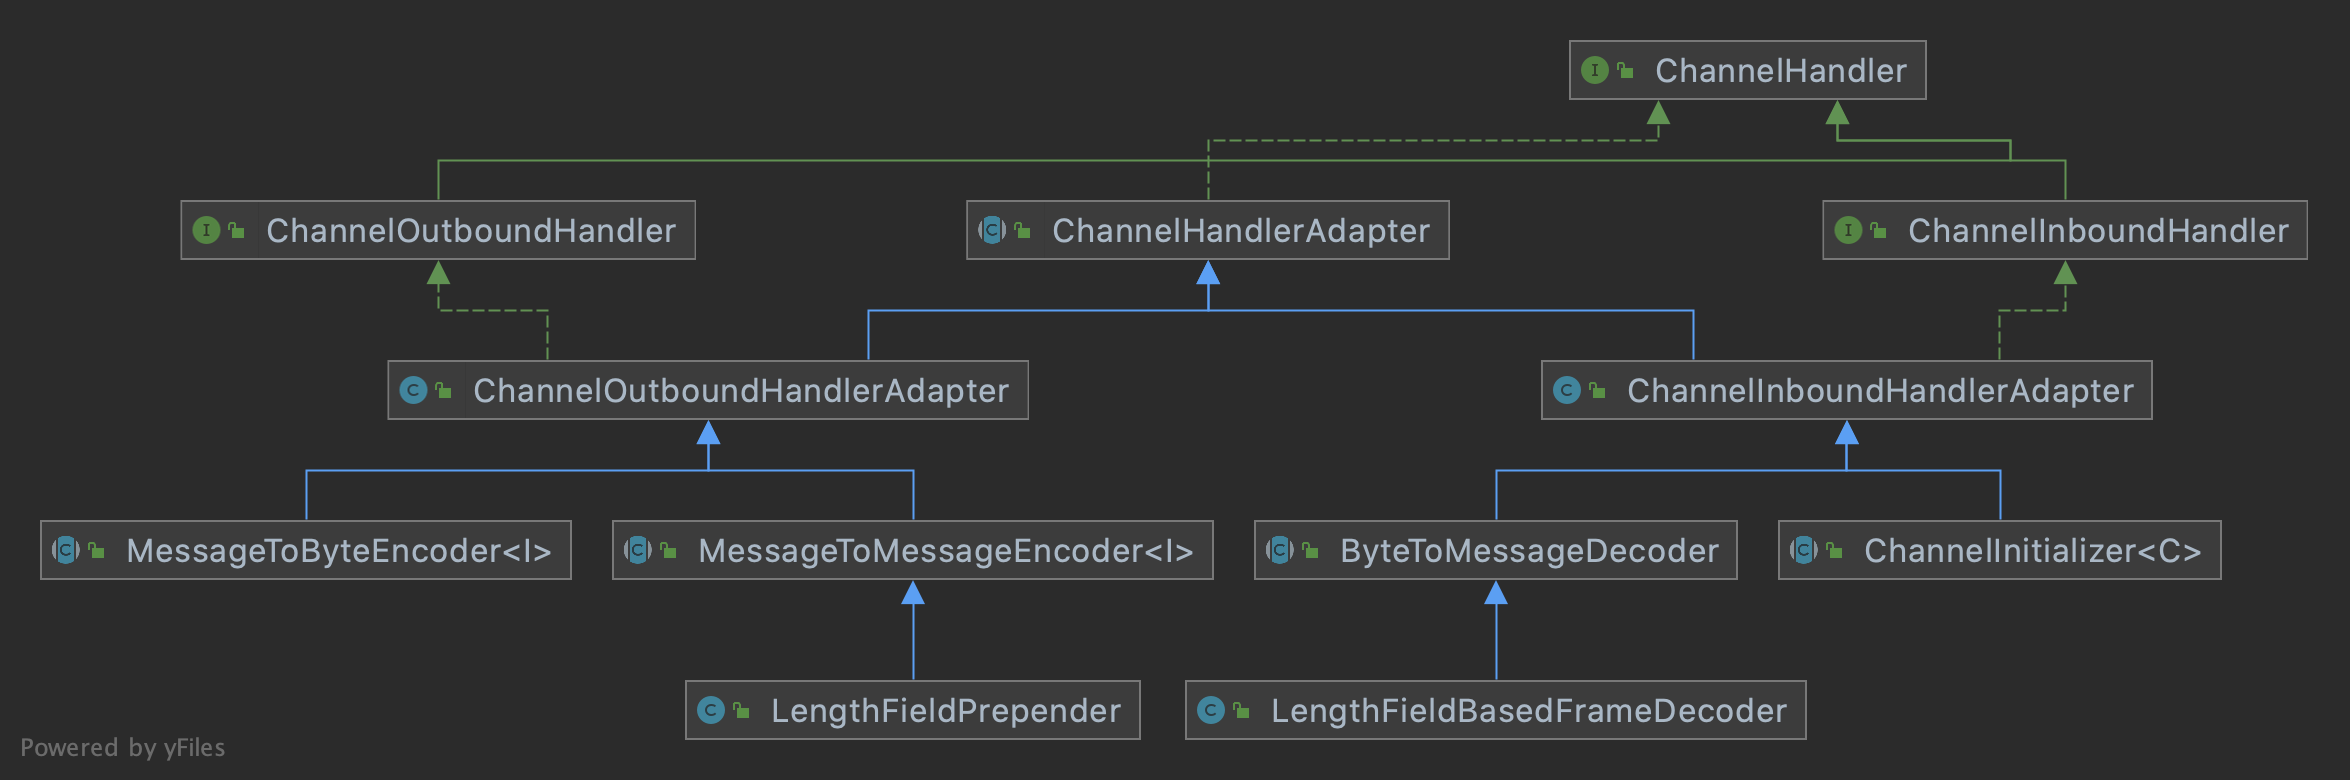 ChannelHandler
ChannelOutboundHandler
ChannelHandlerAdapter
ChannelInboundHandler
ChannelOutboundHandlerAdapter
ChannelInboundHandlerAdapter
MessageToByteEncoder<I>
MessageToMessageEncoder<I>
ByteToMessageDecoder
ChannelInitializer<C>
LengthFieldPrepender
LengthFieldBasedFrameDecoder
Powered by yFiles